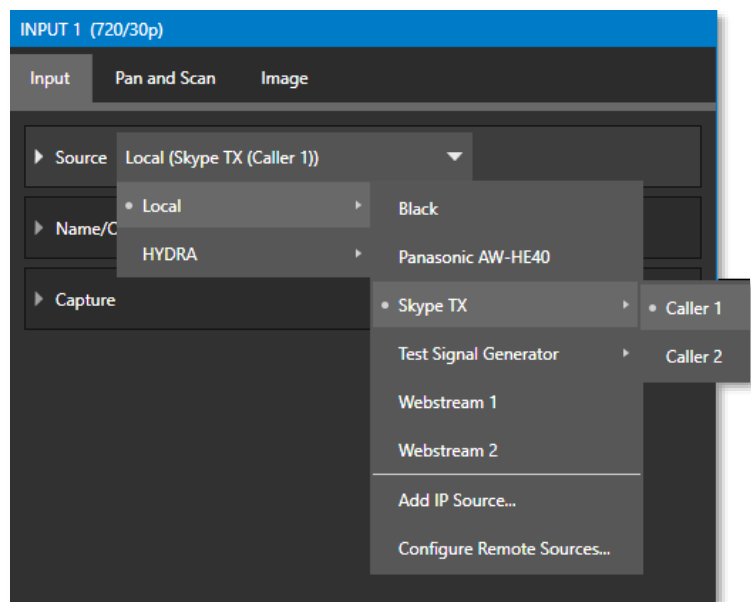 INPUT 1 (720/30p)
Input Pan and Scan Image
Source Local (Skype TX (Caller 1))
Local Black
Name/C
HYDRA Panasonic AW-HE40
Capture Skype TX Caller 1
Test Signal Generator Caller 2
Webstream 1
Webstream 2
Add IP Source...
Configure Remote Sources...